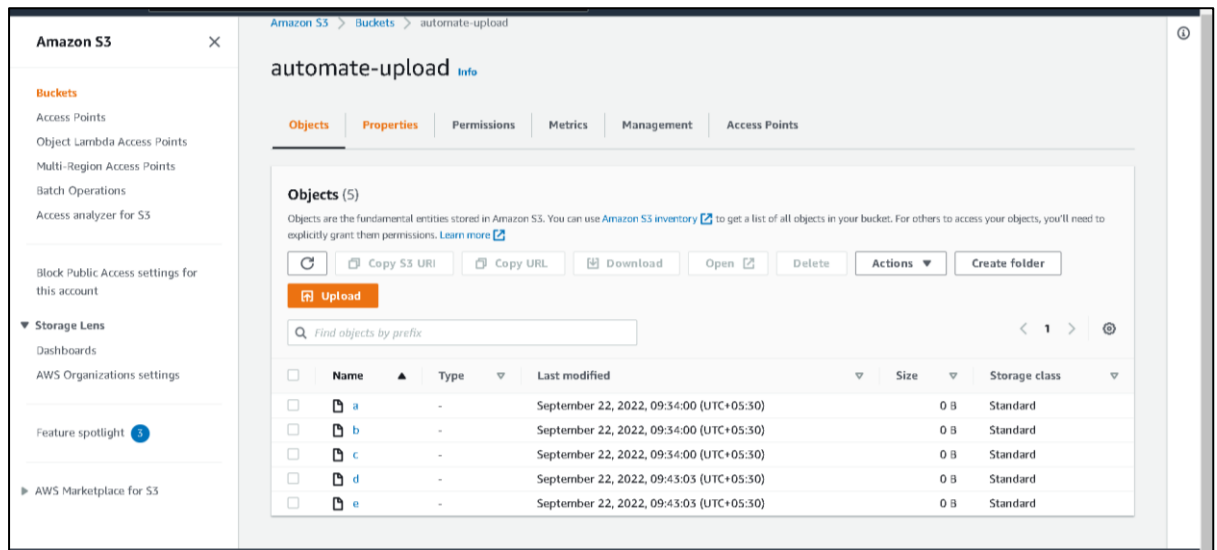 Amazon S3
Buckets
Access Points
Object Lambda Access Points
Multi-Region Access Points
Batch Operations
Access analyzer for S3
Block Public Access settings for
this account
Storage Lens
Dashboards
AWS Organizations settings
Feature spotlight 3
AWS Marketplace for S3
Amazon S3 > Buckets > automate-upload
automate-upload Info
Objects Properties Permissions Metrics Management Access Points
Objects (5)
Objects are the fundamental entities stored in Amazon S3. You can use Amazon S3 inventory to get a list of all objects in your bucket. For others to access your objects, you'll need to
explicitly grant them permissions. Learn more
Copy S3 URI Copy URL Download Open Delete Actions Create folder
Upload
Find objects by prefix
< 1 >
Name Type Last modified Size Storage class
a - September 22, 2022, 09:34:00 (UTC+05:30) 0 B Standard
b - September 22, 2022, 09:34:00 (UTC+05:30) 0 B Standard
c - September 22, 2022, 09:34:00 (UTC+05:30) 0 B Standard
d - September 22, 2022, 09:43:03 (UTC+05:30) 0 B Standard
e - September 22, 2022, 09:43:03 (UTC+05:30) 0 B Standard